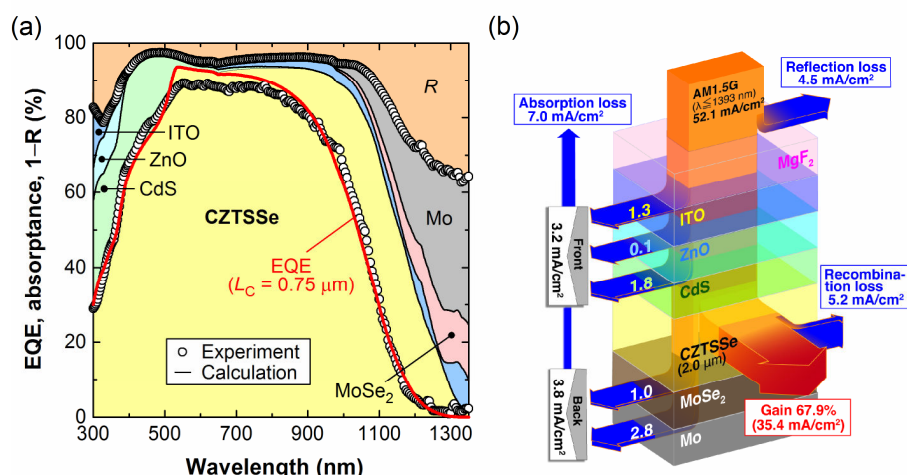 (a)
EQE, absorptance, 1–R (%)
100
80
60
40
20
0
300
500
700
900
1100
1300
Wavelength (nm)
R
ITO
ZnO
CdS
CZTSSe
Mo
EQE
(LC = 0.75 μm)
Experiment
Calculation
MoSe2
(b)
AM1.5G
(λ≦1393 nm)
52.1 mA/cm2
Reflection loss
4.5 mA/cm2
Absorption loss
7.0 mA/cm2
MgF2
1.3
ITO
0.1
ZnO
1.8
CdS
Front
3.2 mA/cm2
Recombina-
tion loss
5.2 mA/cm2
CZTSSe
(2.0 μm)
1.0
MoSe2
2.8
Mo
Back
3.8 mA/cm2
Gain 67.9%
(35.4 mA/cm2)